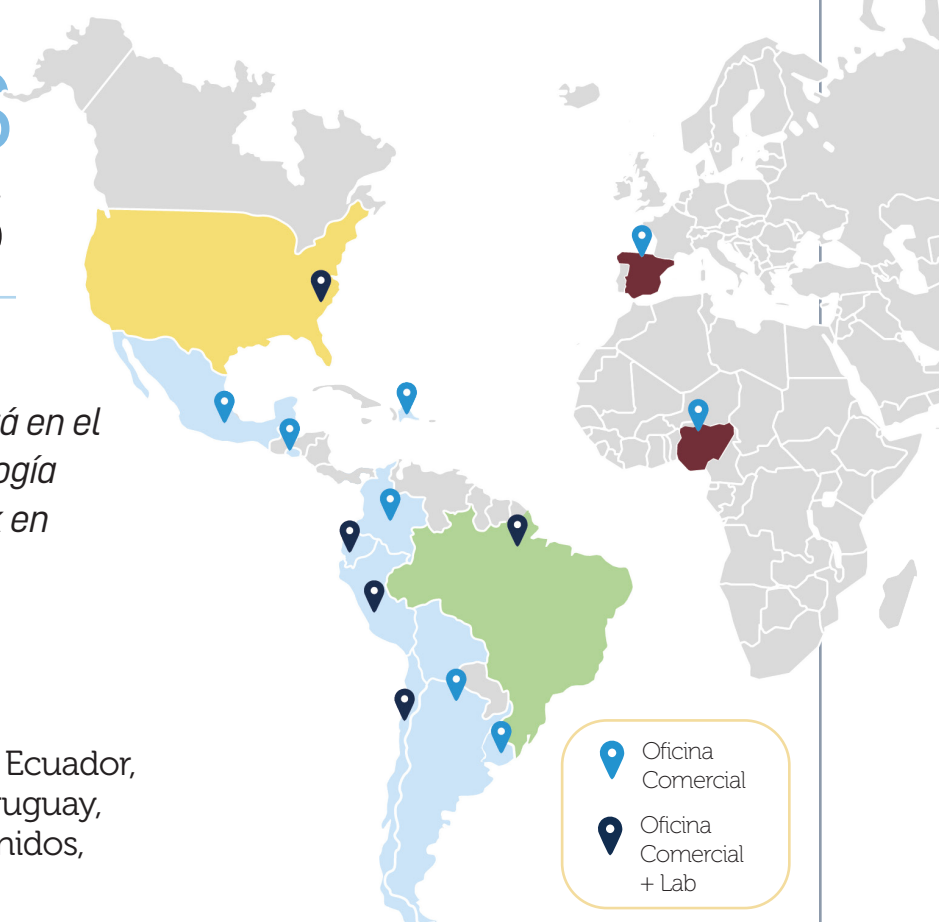 á en el
ogía
en
Ecuador,
ruguay,
nidos,
Oficina
Comercial
Oficina
Comercial
+ Lab